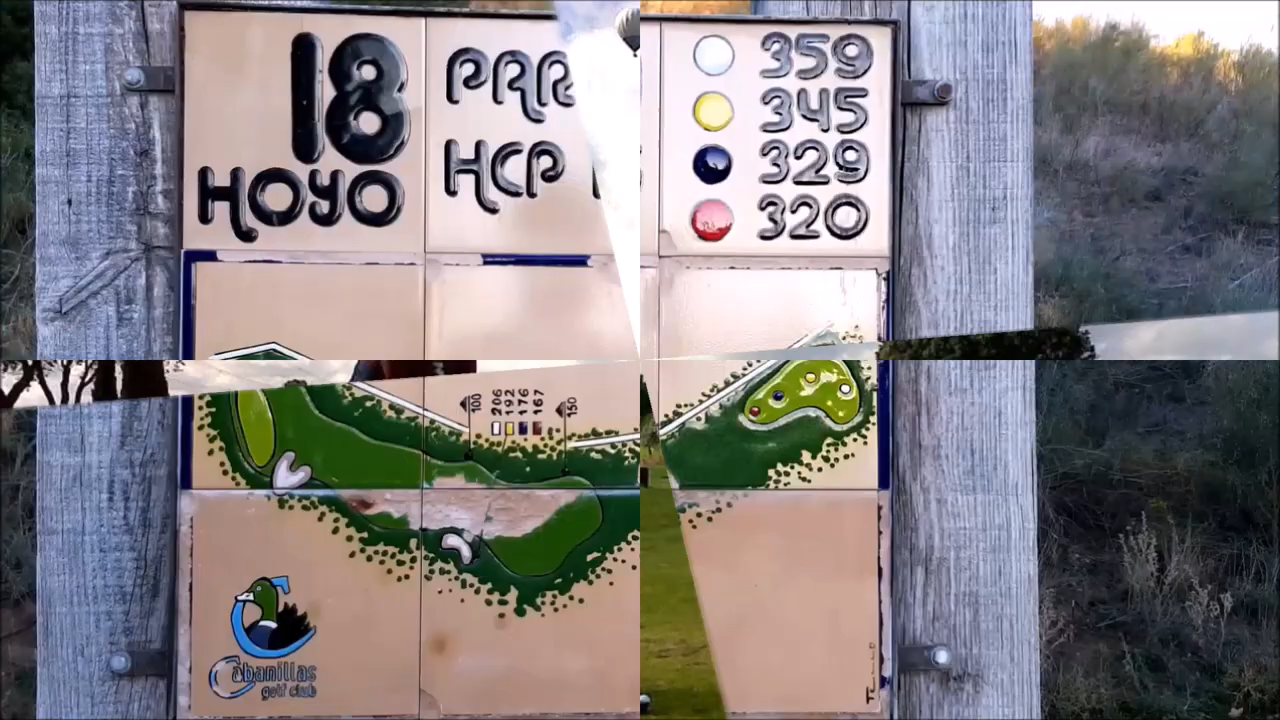 18
HOYO
PAR
HCP
359
345
329
320
100
206
192
176
167
150
Cabanillas
golf club